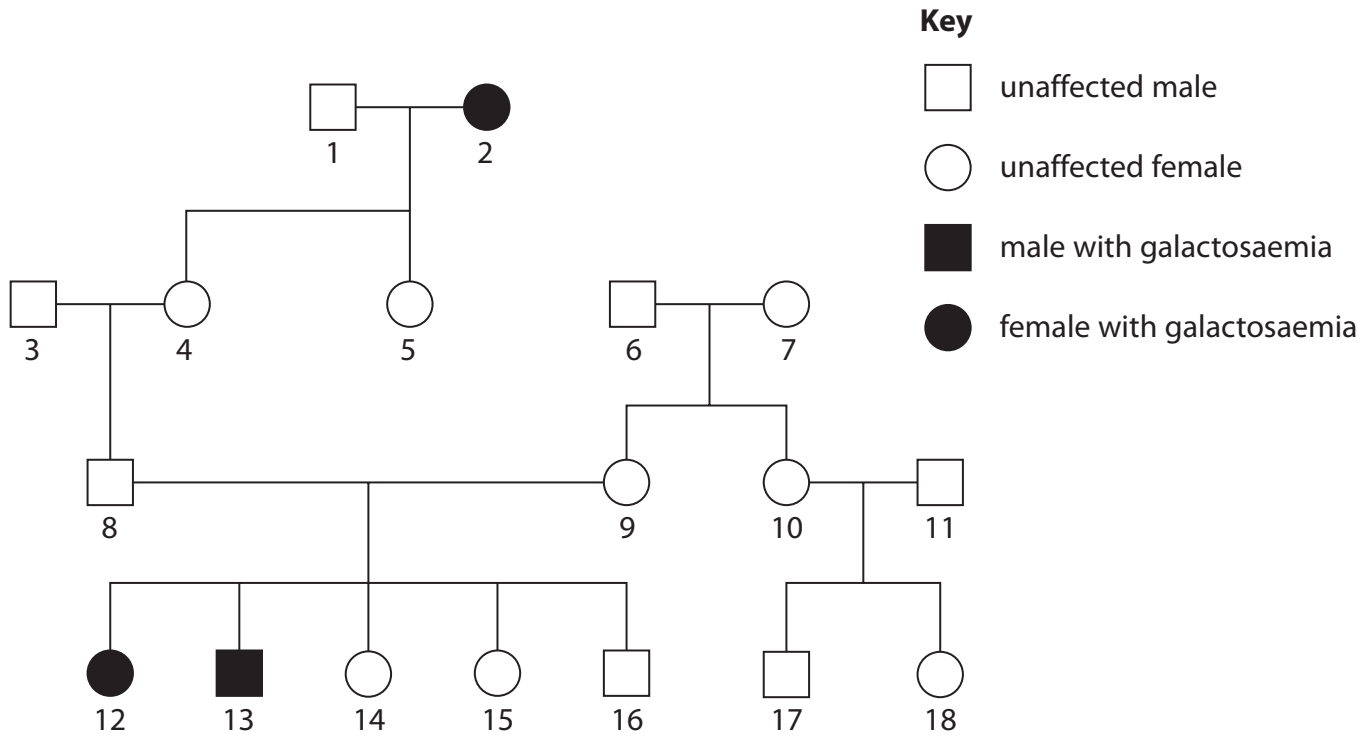 Key
unaffected male
unaffected female
male with galactosaemia
female with galactosaemia
1 2
3 4 5 6 7
8 9 10 11
12 13 14 15 16 17 18